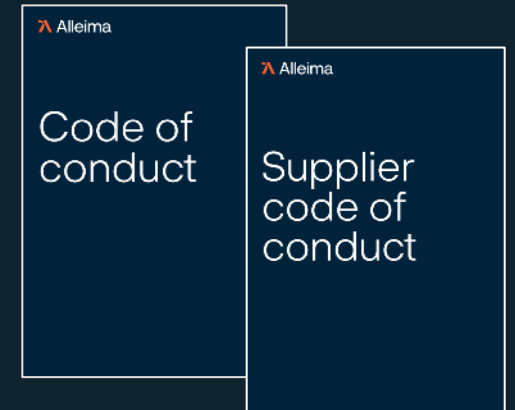 Alleima
Code of
conduct
Alleima
Supplier
code of
conduct